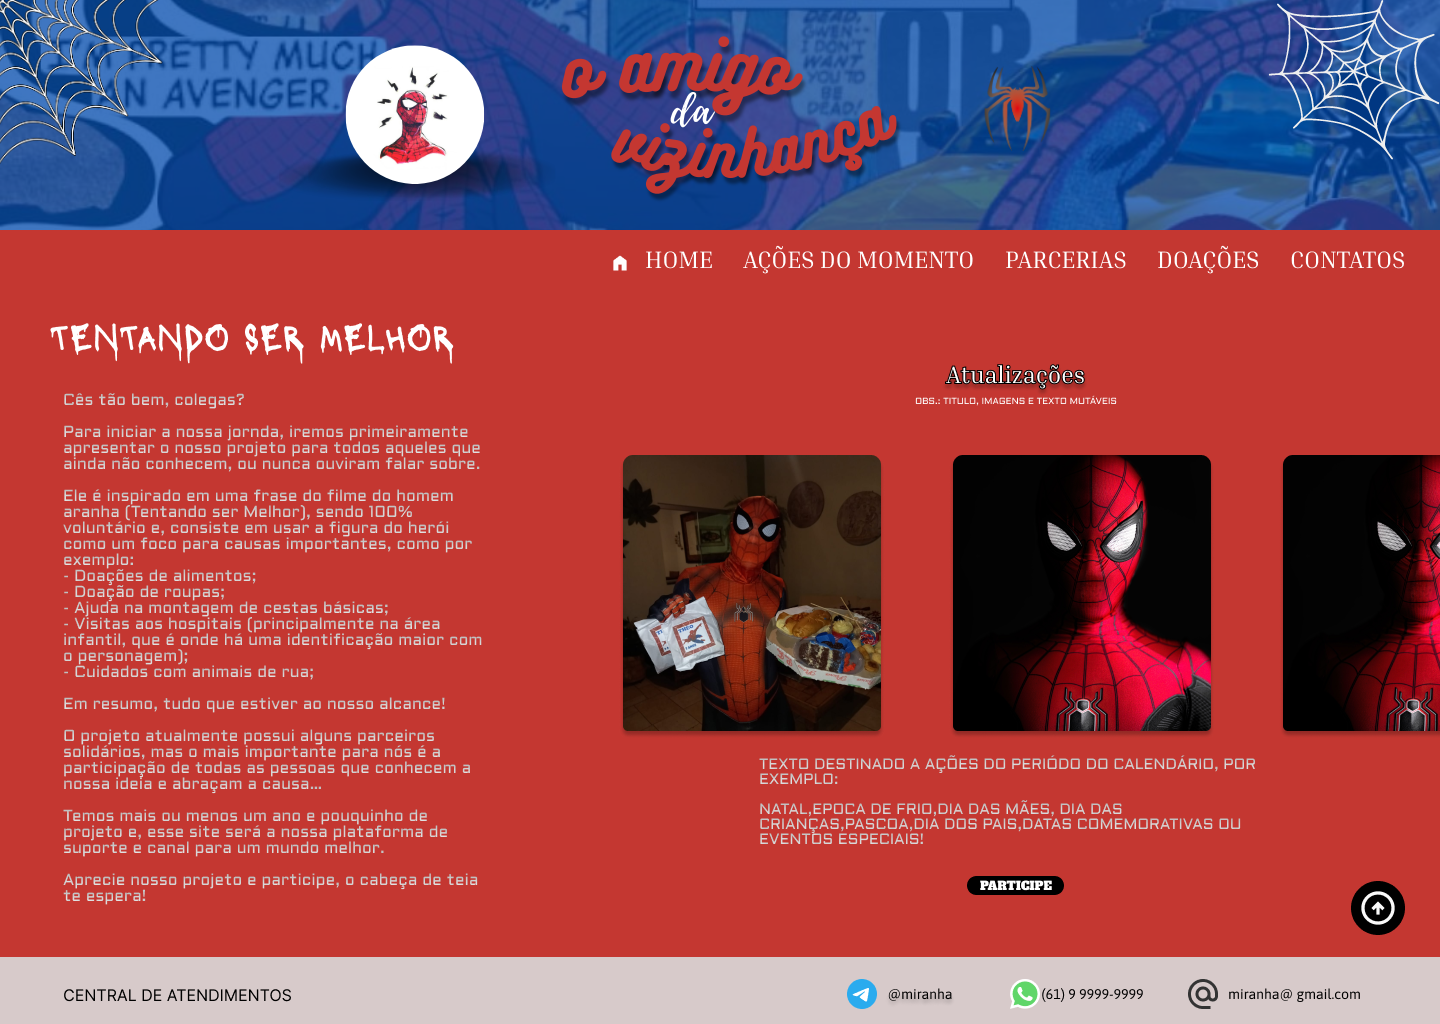 PRETTY MUCH
AN AVENGER.
o amigo
da
vizinhança
HOME AÇÕES DO MOMENTO PARCERIAS DOAÇÕES CONTATOS
TENTANDO SER MELHOR
Cês tão bem, colegas?
Para iniciar a nossa jornda, iremos primeiramente
apresentar o nosso projeto para todos aqueles que
ainda não conhecem, ou nunca ouviram falar sobre.
Ele é inspirado em uma frase do filme do homem
aranha (Tentando ser Melhor), sendo 100%
voluntário e, consiste em usar a figura do herói
como um foco para causas importantes, como por
exemplo:
- Doações de alimentos;
- Doação de roupas;
- Ajuda na montagem de cestas básicas;
- Visitas aos hospitais (principalmente na área
infantil, que é onde há uma identificação maior com
o personagem);
- Cuidados com animais de rua;
Em resumo, tudo que estiver ao nosso alcance!
O projeto atualmente possui alguns parceiros
solidários, mas o mais importante para nós é a
participação de todas as pessoas que conhecem a
nossa ideia e abraçam a causa...
Temos mais ou menos um ano e pouquinho de
projeto e, esse site será a nossa plataforma de
suporte e canal para um mundo melhor.
Aprecie nosso projeto e participe, o cabeça de teia
te espera!
Atualizações
OBS.: TITULO, IMAGENS E TEXTO MUTÁVEIS
TEXTO DESTINADO A AÇÕES DO PERIÓDO DO CALENDÁRIO, POR
EXEMPLO:
NATAL,EPOCA DE FRIO,DIA DAS MÃES, DIA DAS
CRIANÇAS,PASCOA,DIA DOS PAIS,DATAS COMEMORATIVAS OU
EVENTOS ESPECIAIS!
PARTICIPE
CENTRAL DE ATENDIMENTOS
@miranha
(61) 9 9999-9999
miranha@ gmail.com